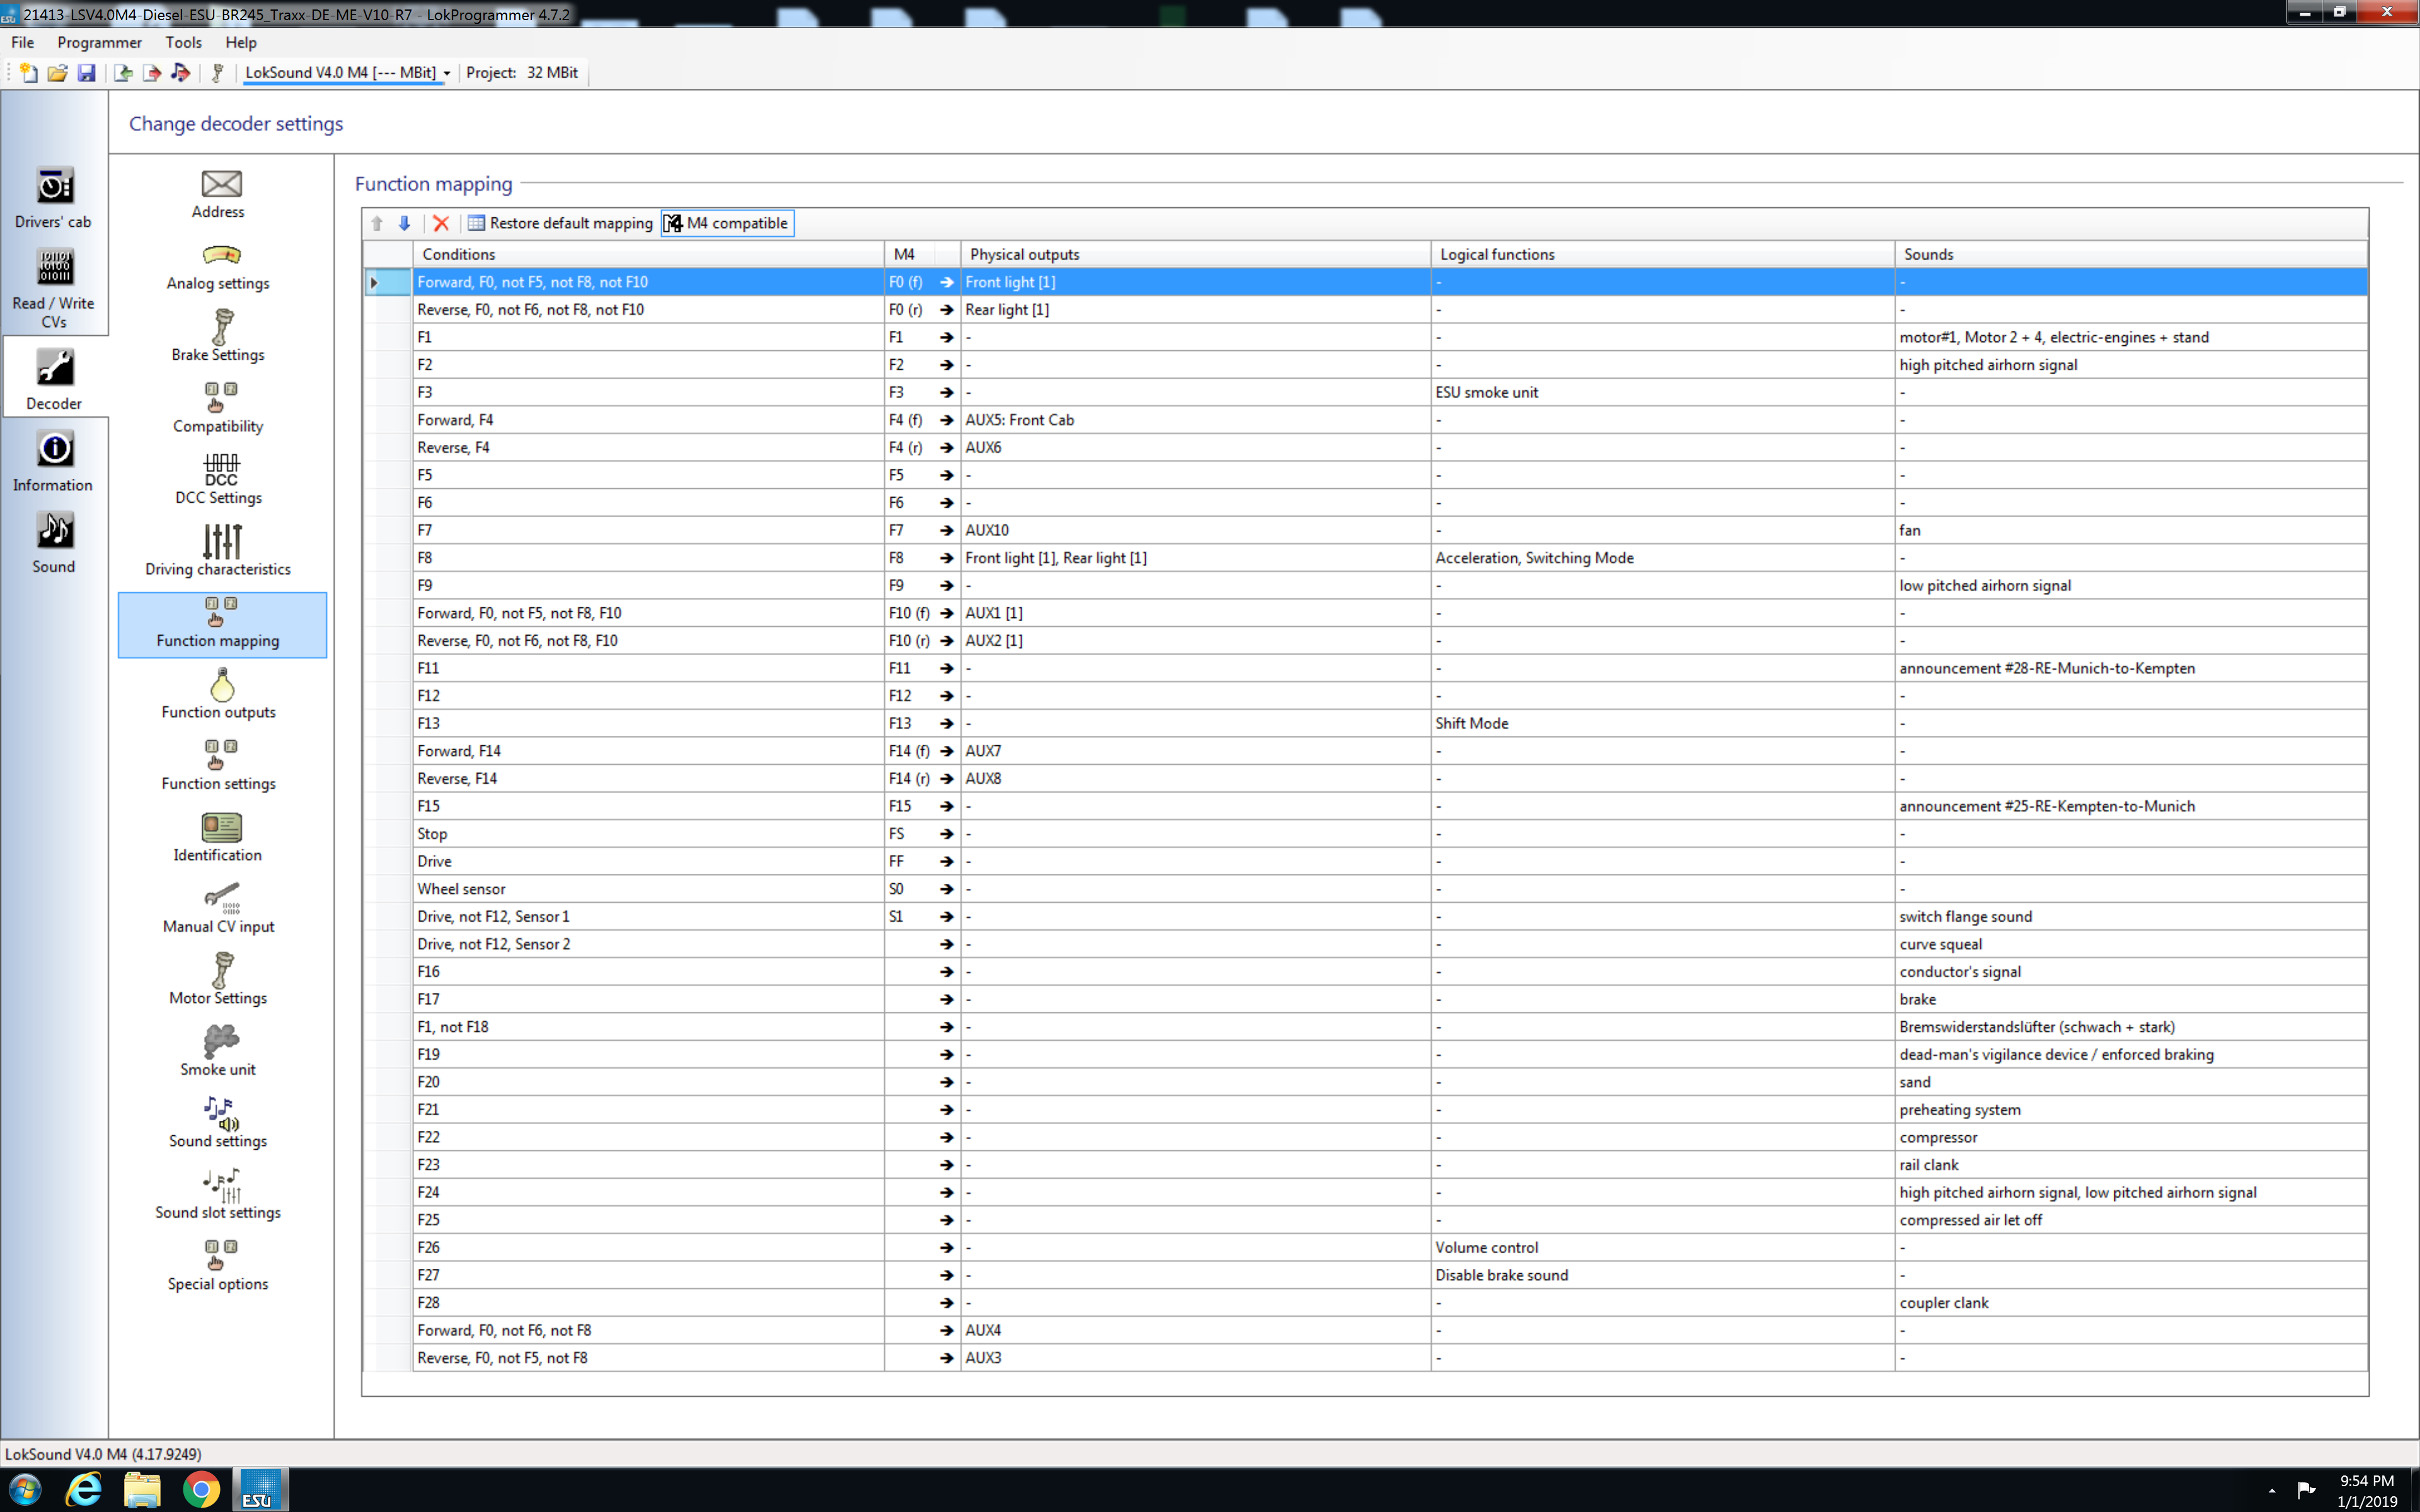 21413-LSV4.0M4-Diesel-ESU-BR245_Traxx-DE-ME-V10-R7 - LokProgrammer 4.7.2
File Programmer Tools Help
LokSound V4.0 M4 [--- MBit] Project: 32 MBit
Change decoder settings
Drivers' cab
Read / Write CVs
Decoder
Information
Sound
Address
Analog settings
Brake Settings
Compatibility
DCC
DCC Settings
Driving characteristics
Function mapping
Function outputs
Function settings
Identification
Manual CV input
Motor Settings
Smoke unit
Sound settings
Sound slot settings
Special options
Function mapping
Restore default mapping M4 compatible
Conditions M4 Physical outputs Logical functions Sounds
Forward, F0, not F5, not F8, not F10 F0 (f) ➔ Front light [1] - -
Reverse, F0, not F6, not F8, not F10 F0 (r) ➔ Rear light [1] - -
F1 F1 ➔ - - motor#1, Motor 2 + 4, electric-engines + stand
F2 F2 ➔ - - high pitched airhorn signal
F3 F3 ➔ - ESU smoke unit -
Forward, F4 F4 (f) ➔ AUX5: Front Cab - -
Reverse, F4 F4 (r) ➔ AUX6 - -
F5 F5 ➔ - - -
F6 F6 ➔ - - -
F7 F7 ➔ AUX10 - fan
F8 F8 ➔ Front light [1], Rear light [1] Acceleration, Switching Mode -
F9 F9 ➔ - - low pitched airhorn signal
Forward, F0, not F5, not F8, F10 F10 (f) ➔ AUX1 [1] - -
Reverse, F0, not F6, not F8, F10 F10 (r) ➔ AUX2 [1] - -
F11 F11 ➔ - - announcement #28-RE-Munich-to-Kempten
F12 F12 ➔ - - -
F13 F13 ➔ - Shift Mode -
Forward, F14 F14 (f) ➔ AUX7 - -
Reverse, F14 F14 (r) ➔ AUX8 - -
F15 F15 ➔ - - announcement #25-RE-Kempten-to-Munich
Stop FS ➔ - - -
Drive FF ➔ - - -
Wheel sensor S0 ➔ - - -
Drive, not F12, Sensor 1 S1 ➔ - - switch flange sound
Drive, not F12, Sensor 2 ➔ - - curve squeal
F16 ➔ - - conductor's signal
F17 ➔ - - brake
F1, not F18 ➔ - - Bremswiderstandslüfter (schwach + stark)
F19 ➔ - - dead-man's vigilance device / enforced braking
F20 ➔ - - sand
F21 ➔ - - preheating system
F22 ➔ - - compressor
F23 ➔ - - rail clank
F24 ➔ - - high pitched airhorn signal, low pitched airhorn signal
F25 ➔ - - compressed air let off
F26 ➔ - Volume control -
F27 ➔ - Disable brake sound -
F28 ➔ - - coupler clank
Forward, F0, not F6, not F8 ➔ AUX4 - -
Reverse, F0, not F5, not F8 ➔ AUX3 - -
LokSound V4.0 M4 (4.17.9249)
ESU
9:54 PM
1/1/2019